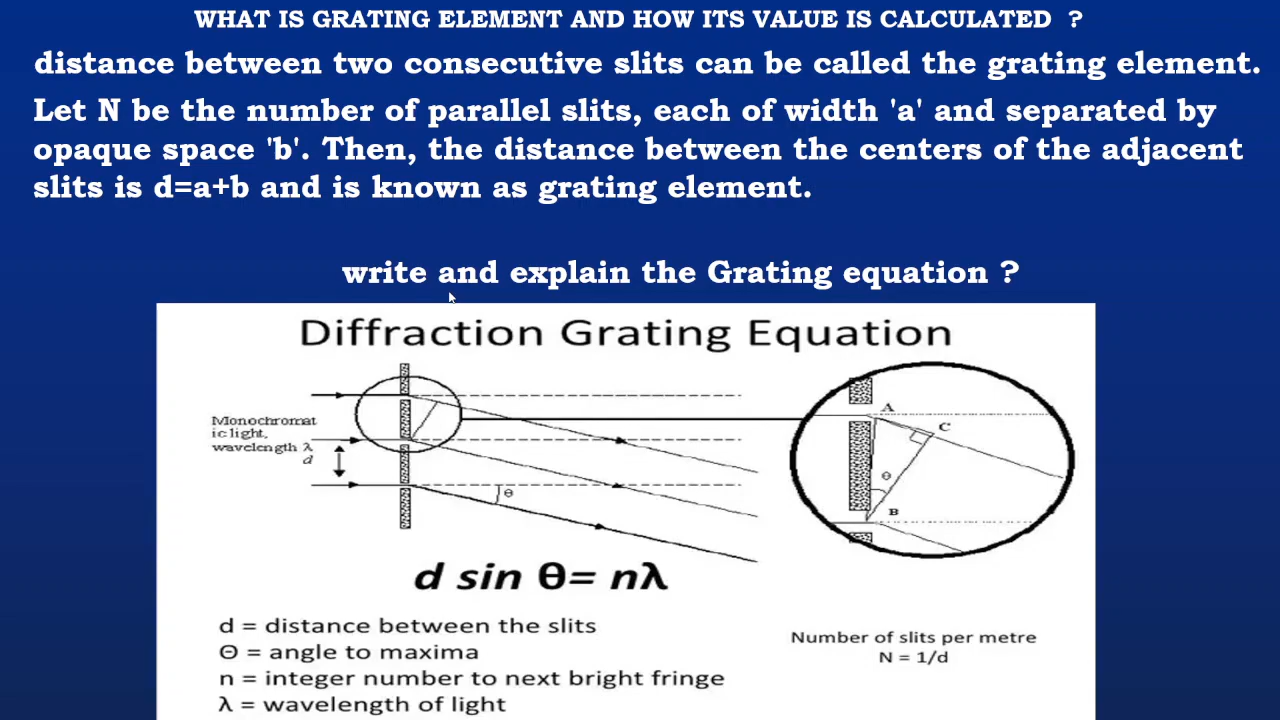 WHAT IS GRATING ELEMENT AND HOW ITS VALUE IS CALCULATED ?
distance between two consecutive slits can be called the grating element.
Let N be the number of parallel slits, each of width 'a' and separated by
opaque space 'b'. Then, the distance between the centers of the adjacent
slits is d=a+b and is known as grating element.
write and explain the Grating equation ?
Diffraction Grating Equation
Monochromat
ic light,
wavelength λ
d
θ
A
C
θ
B
d sin θ= nλ
d = distance between the slits
Θ = angle to maxima
n = integer number to next bright fringe
λ = wavelength of light
Number of slits per metre
N = 1/d